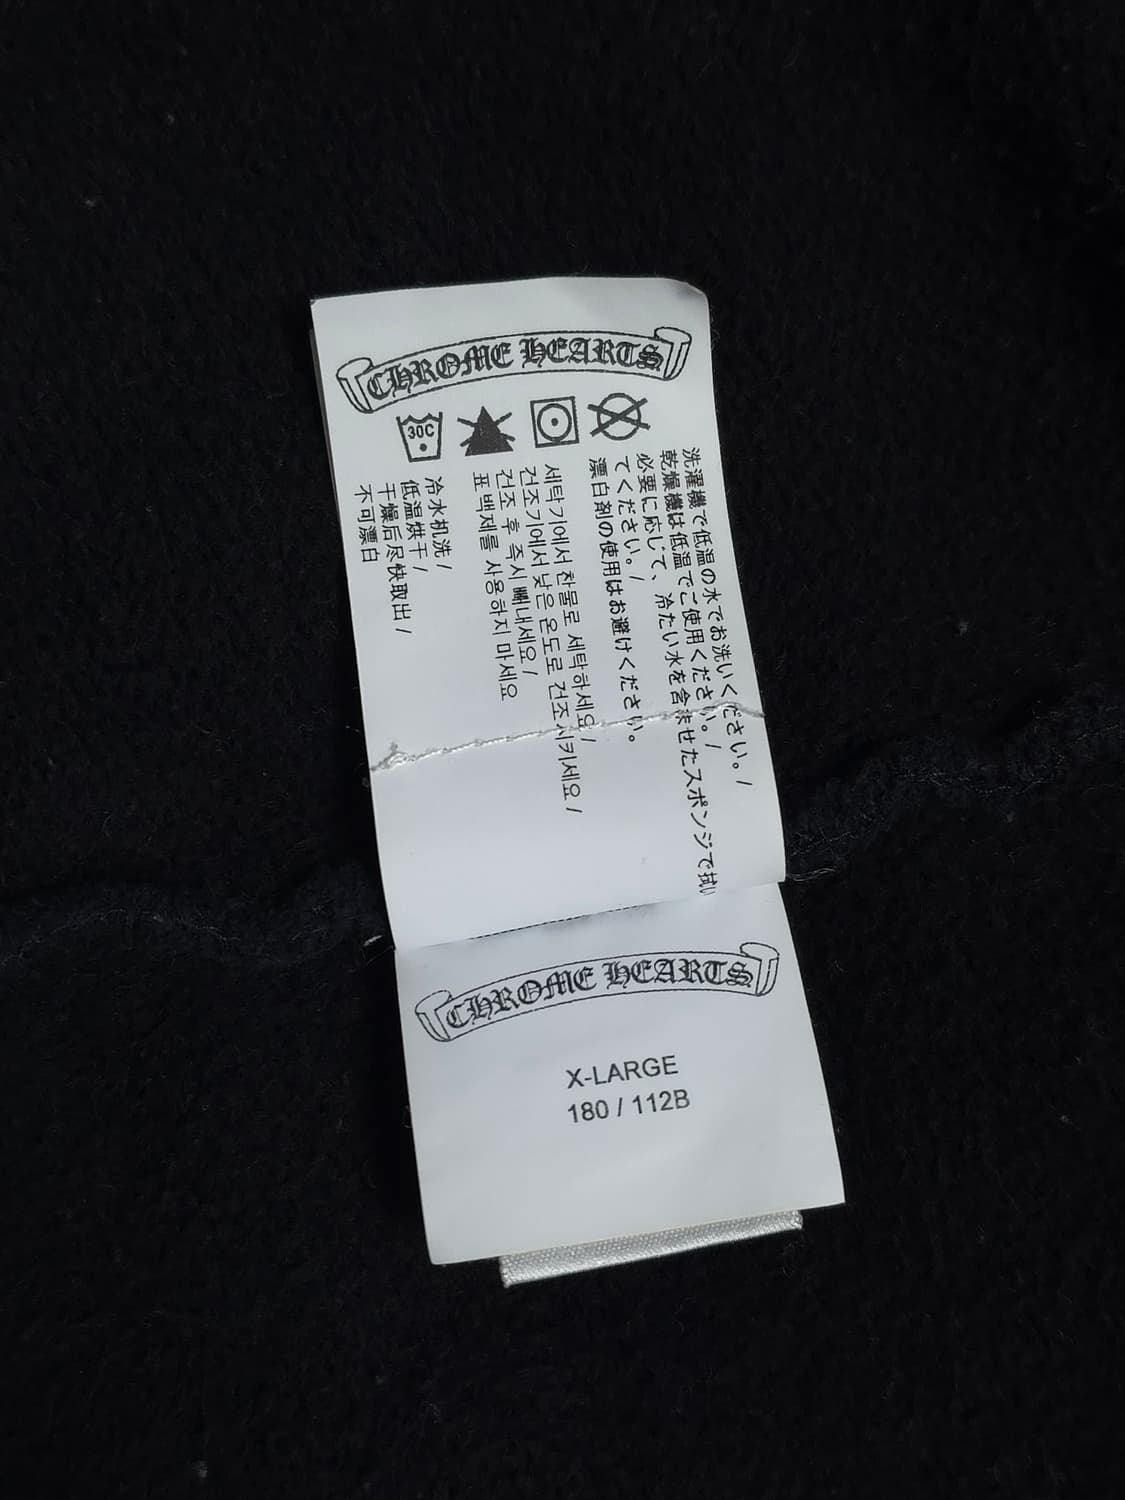 CHROME HEARTS
30C
洗濯機で低温の水でお洗いください。/
乾燥機は低温でご使用ください。/
必要に応じて、冷たい水を含ませたスポンジで拭い
てください。/
漂白剤の使用はお避けください。
세탁기에서 찬물로 세탁하세요 /
건조기에서 낮은 온도로 건조시키세요 /
건조 후 즉시 빼내세요 /
표백제를 사용하지 마세요
冷水机洗 /
低温烘干 /
干燥后尽快取出 /
不可漂白
CHROME HEARTS
X-LARGE
180 / 112B